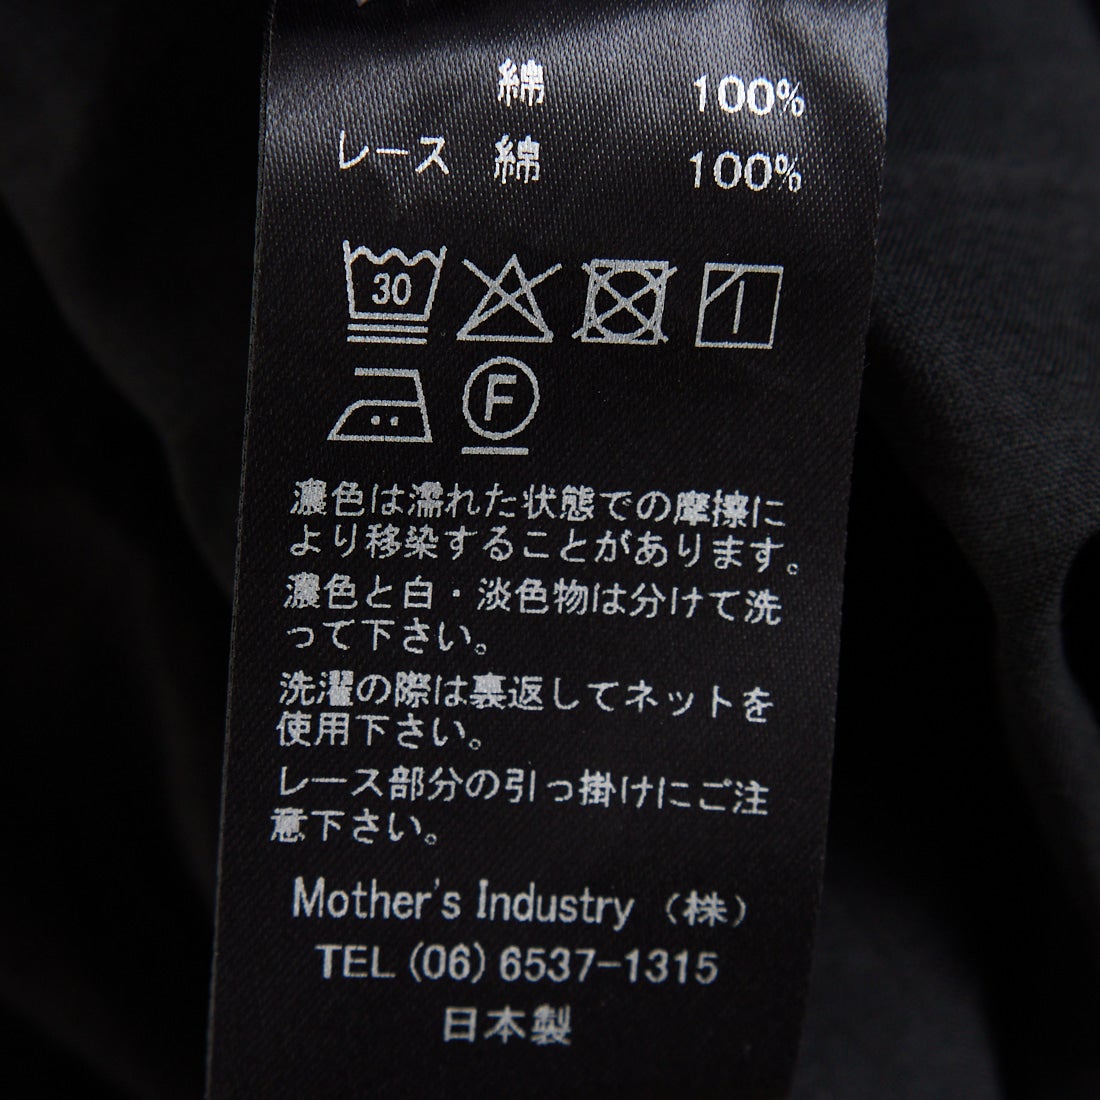 綿 100%
レース 綿 100%
30
F
濃色は濡れた状態での摩擦に
より移染することがあります。
濃色と白・淡色物は分けて洗
って下さい。
洗濯の際は裏返してネットを
使用下さい。
レース部分の引っ掛けにご注
意下さい。
Mother's Industry (株)
TEL (06) 6537-1315
日本製